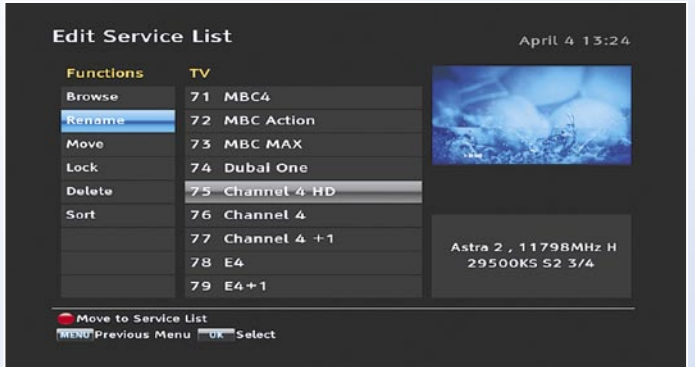 Edit Service List
April 4 13:24
Functions
TV
Browse
71 MBC4
Rename
72 MBC Action
Move
73 MBC MAX
Lock
74 Dubai One
Delete
75 Channel 4 HD
Sort
76 Channel 4
77 Channel 4 +1
78 E4
79 E4+1
Astra 2 , 11798MHz H
29500KS S2 3/4
Move to Service List
MENU Previous Menu OK Select